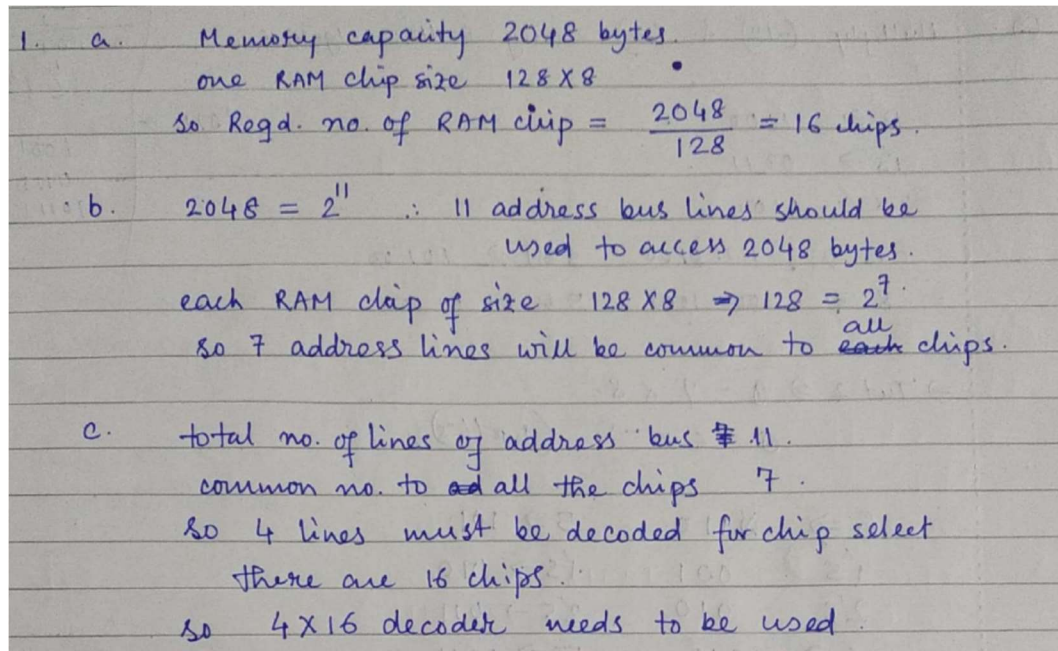 1. a. Memory capacity 2048 bytes.
one RAM chip size 128 X 8
so Regd. no. of RAM chip = 2048/128 = 16 chips.
b. 2048 = 2^11 ∴ 11 address bus lines should be
used to access 2048 bytes.
each RAM chip of size 128 X 8 ⇒ 128 = 2^7.
so 7 address lines will be common to all chips.
c. total no. of lines of address bus 11.
common no. to all the chips 7.
so 4 lines must be decoded for chip select
there are 16 chips.
so 4 X 16 decoder needs to be used.